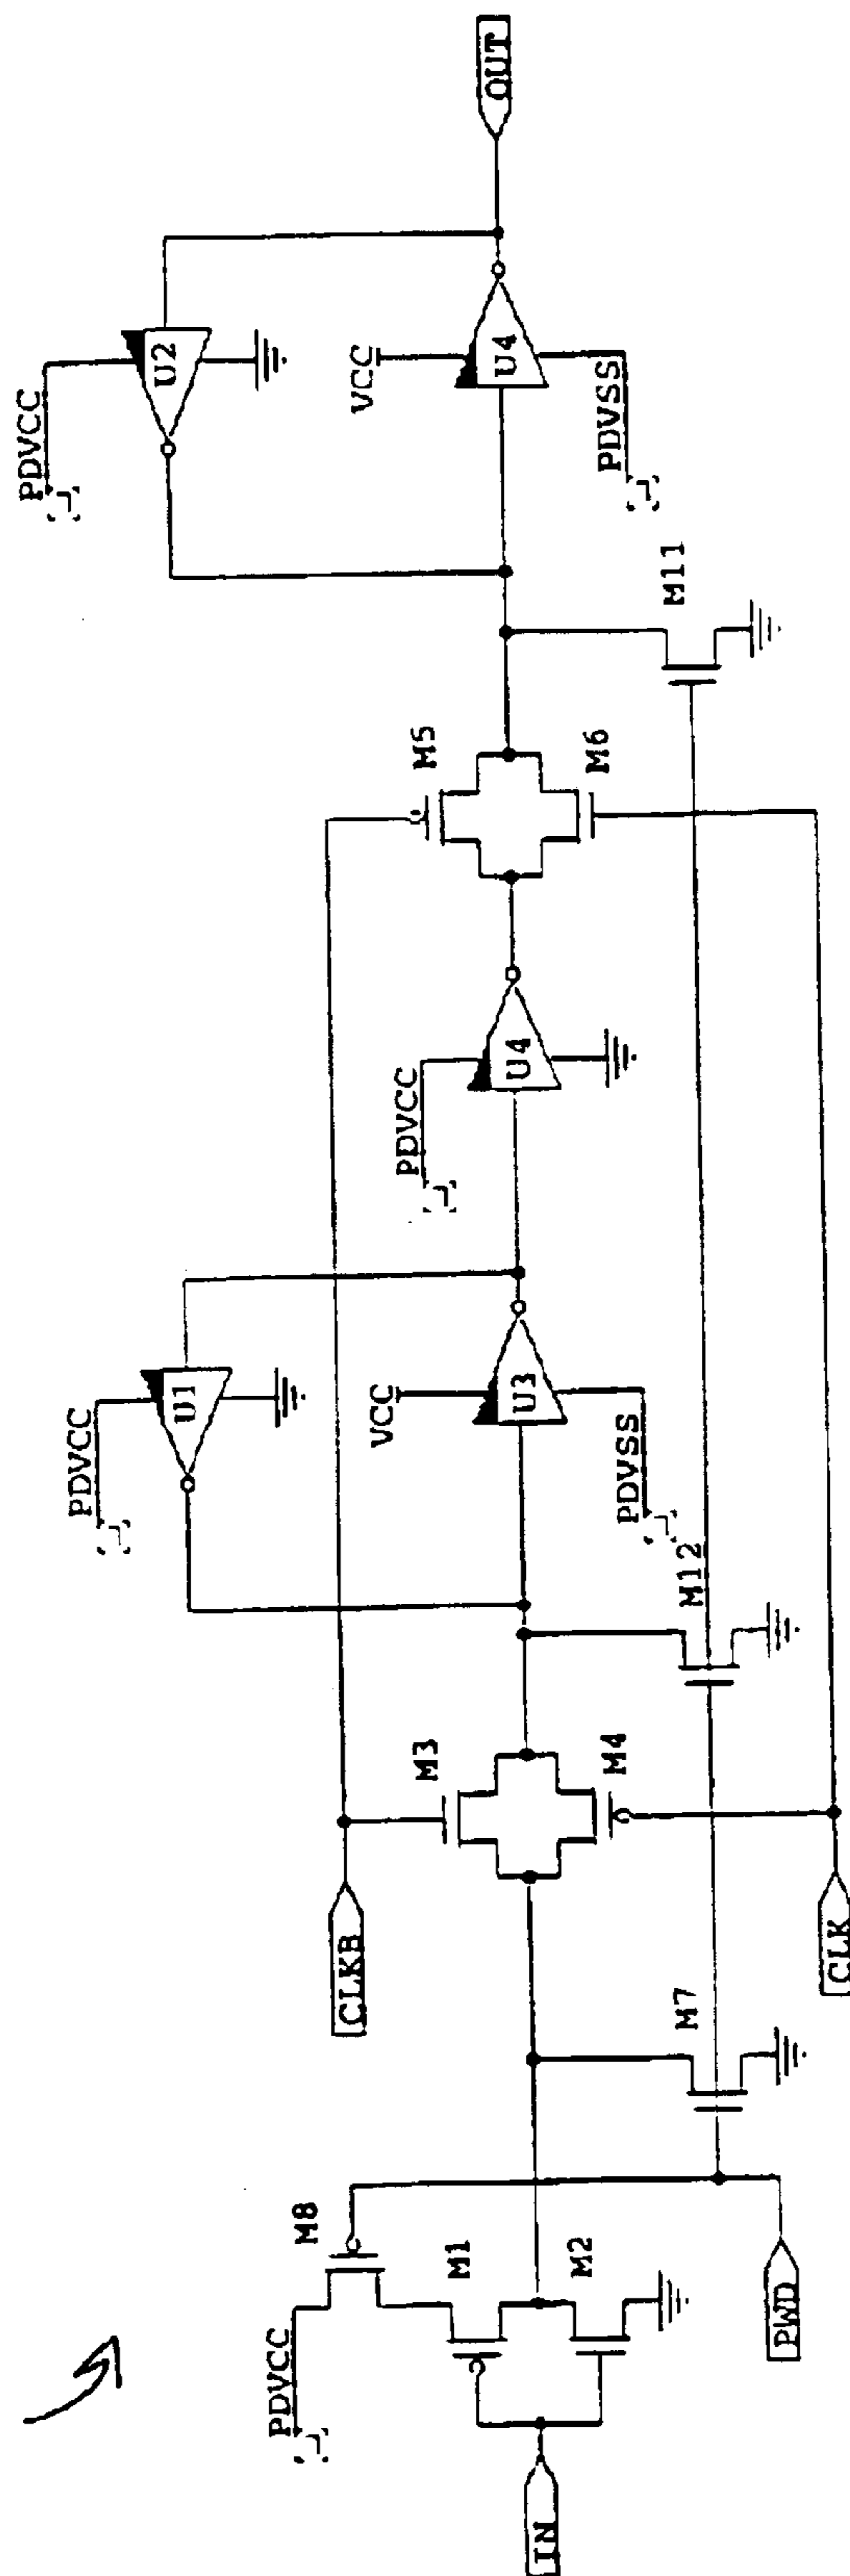 IN
PDVCC
M8
M1
M2
PWD
M7
CLKB
CLK
M3
M4
M12
PDVCC
U1
VCC
U3
PDVSS
PDVCC
U4
M5
M6
M11
PDVCC
U2
VCC
U4
PDVSS
OUT